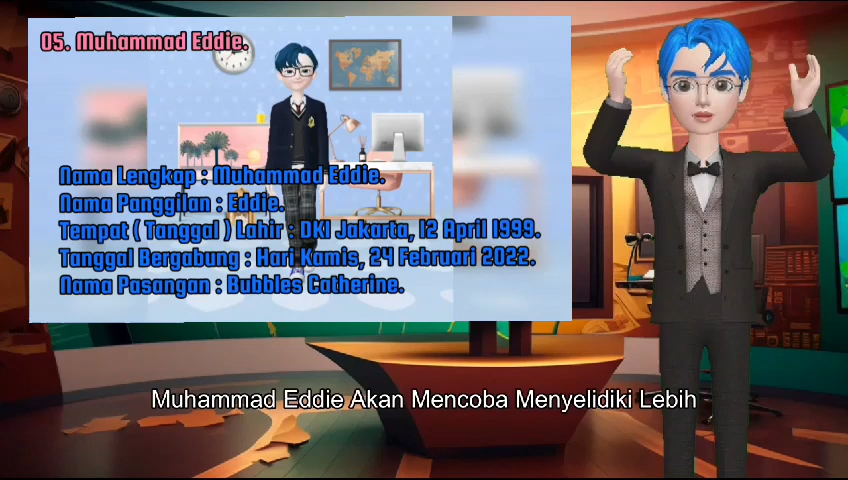 05. Muhammad Eddie.
Nama Lengkap : Muhammad Eddie.
Nama Panggilan : Eddie.
Tempat ( Tanggal ) Lahir : DKI Jakarta, 12 April 1999.
Tanggal Bergabung : Hari Kamis, 24 Februari 2022.
Nama Pasangan : Bubbles Catherine.
Muhammad Eddie Akan Mencoba Menyelidiki Lebih